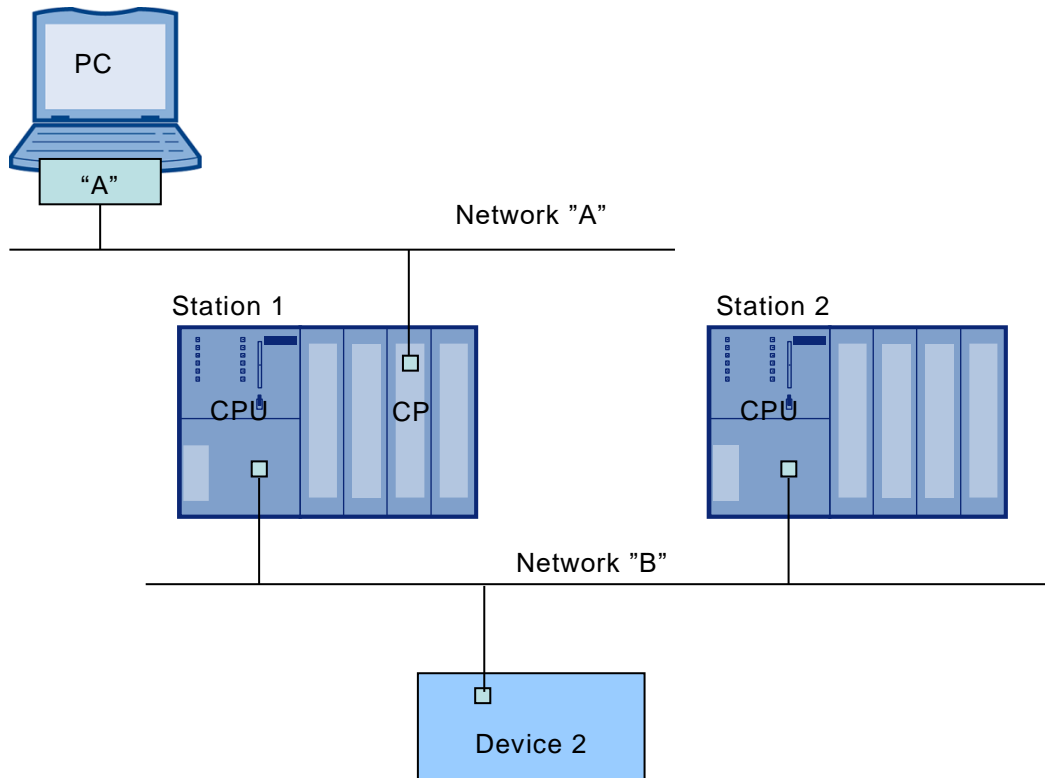 PC
“A”
Network ”A”
Station 1
Station 2
CPU
CP
CPU
Network ”B”
Device 2